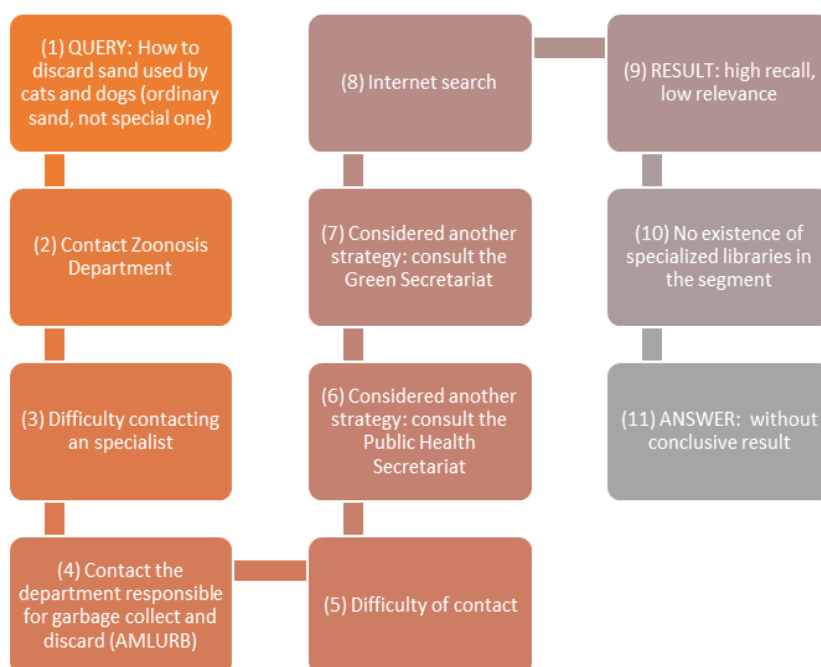 (1) QUERY: How to
discard sand used by
cats and dogs (ordinary
sand, not special one)
(2) Contact Zoonosis
Department
(3) Difficulty contacting
an specialist
(4) Contact the
department responsible
for garbage collect and
discard (AMLURB)
(5) Difficulty of contact
(6) Considered another
strategy: consult the
Public Health
Secretariat
(7) Considered another
strategy: consult the
Green Secretariat
(8) Internet search
(9) RESULT: high recall,
low relevance
(10) No existence of
specialized libraries in
the segment
(11) ANSWER:  without
conclusive result